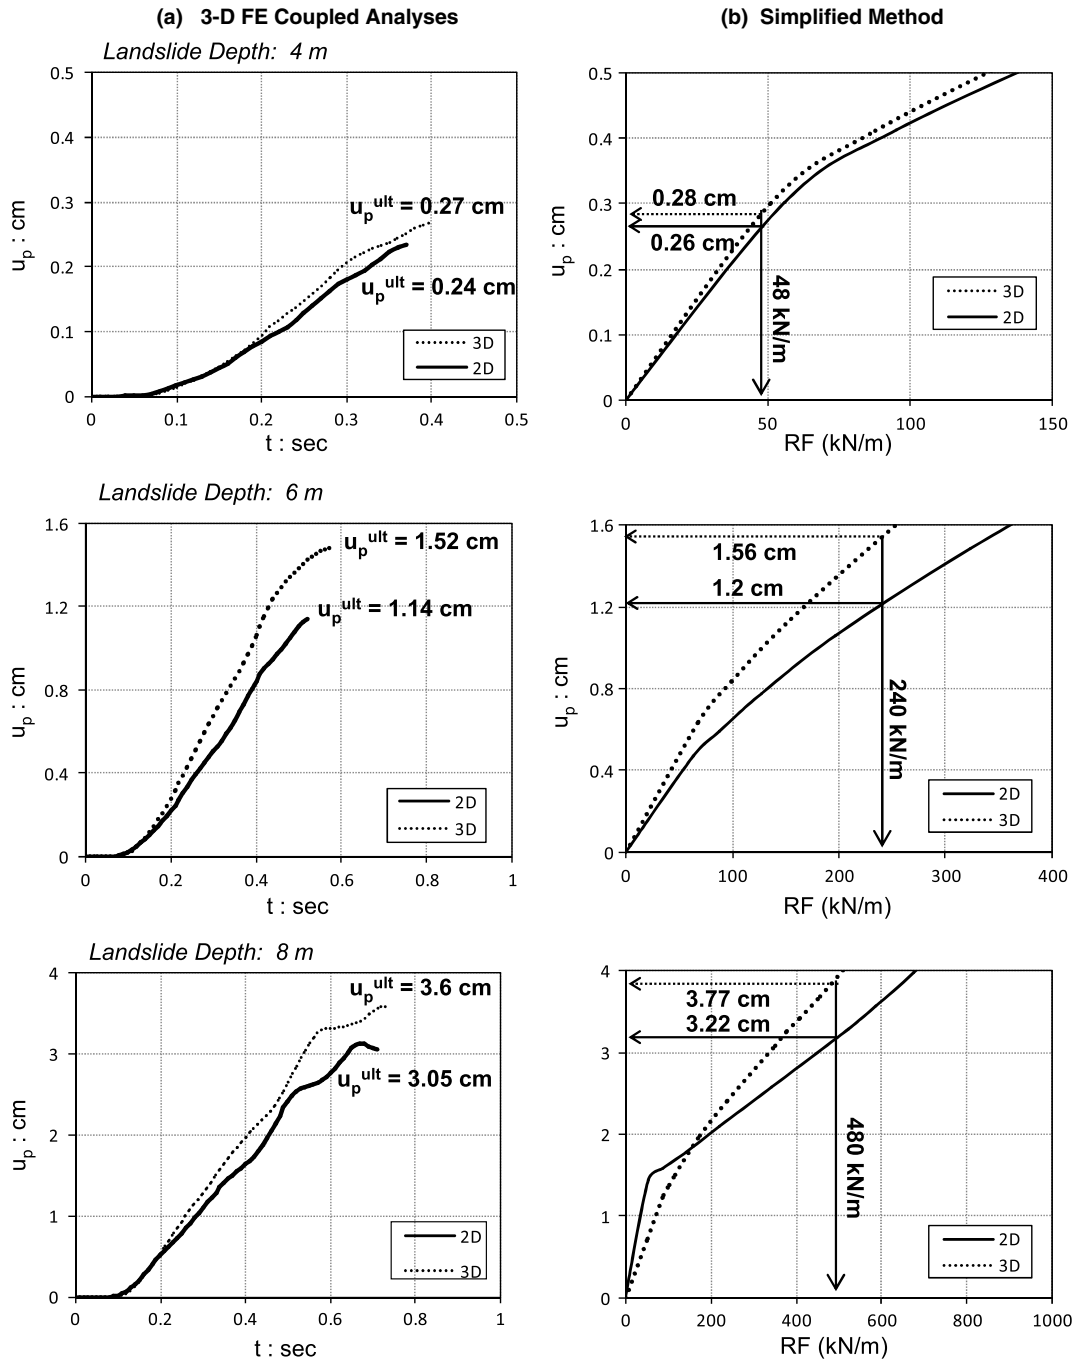 (a) 3-D FE Coupled Analyses
(b) Simplified Method
Landslide Depth: 4 m
0.5
0.4
0.3
0.2
0.1
0
u_p : cm
u_p^ult = 0.27 cm
u_p^ult = 0.24 cm
3D
2D
0 0.1 0.2 0.3 0.4 0.5
t : sec
0.5
0.4
0.3
0.2
0.1
0
u_p : cm
0.28 cm
0.26 cm
48 kN/m
3D
2D
0 50 100 150
RF (kN/m)
Landslide Depth: 6 m
1.6
1.2
0.8
0.4
0
u_p : cm
u_p^ult = 1.52 cm
u_p^ult = 1.14 cm
2D
3D
0 0.2 0.4 0.6 0.8 1
t : sec
1.6
1.2
0.8
0.4
0
u_p : cm
1.56 cm
1.2 cm
240 kN/m
2D
3D
0 100 200 300 400
RF (kN/m)
Landslide Depth: 8 m
4
3
2
1
0
u_p : cm
u_p^ult = 3.6 cm
u_p^ult = 3.05 cm
2D
3D
0 0.2 0.4 0.6 0.8 1
t : sec
4
3
2
1
0
u_p : cm
3.77 cm
3.22 cm
480 kN/m
2D
3D
0 200 400 600 800 1000
RF (kN/m)